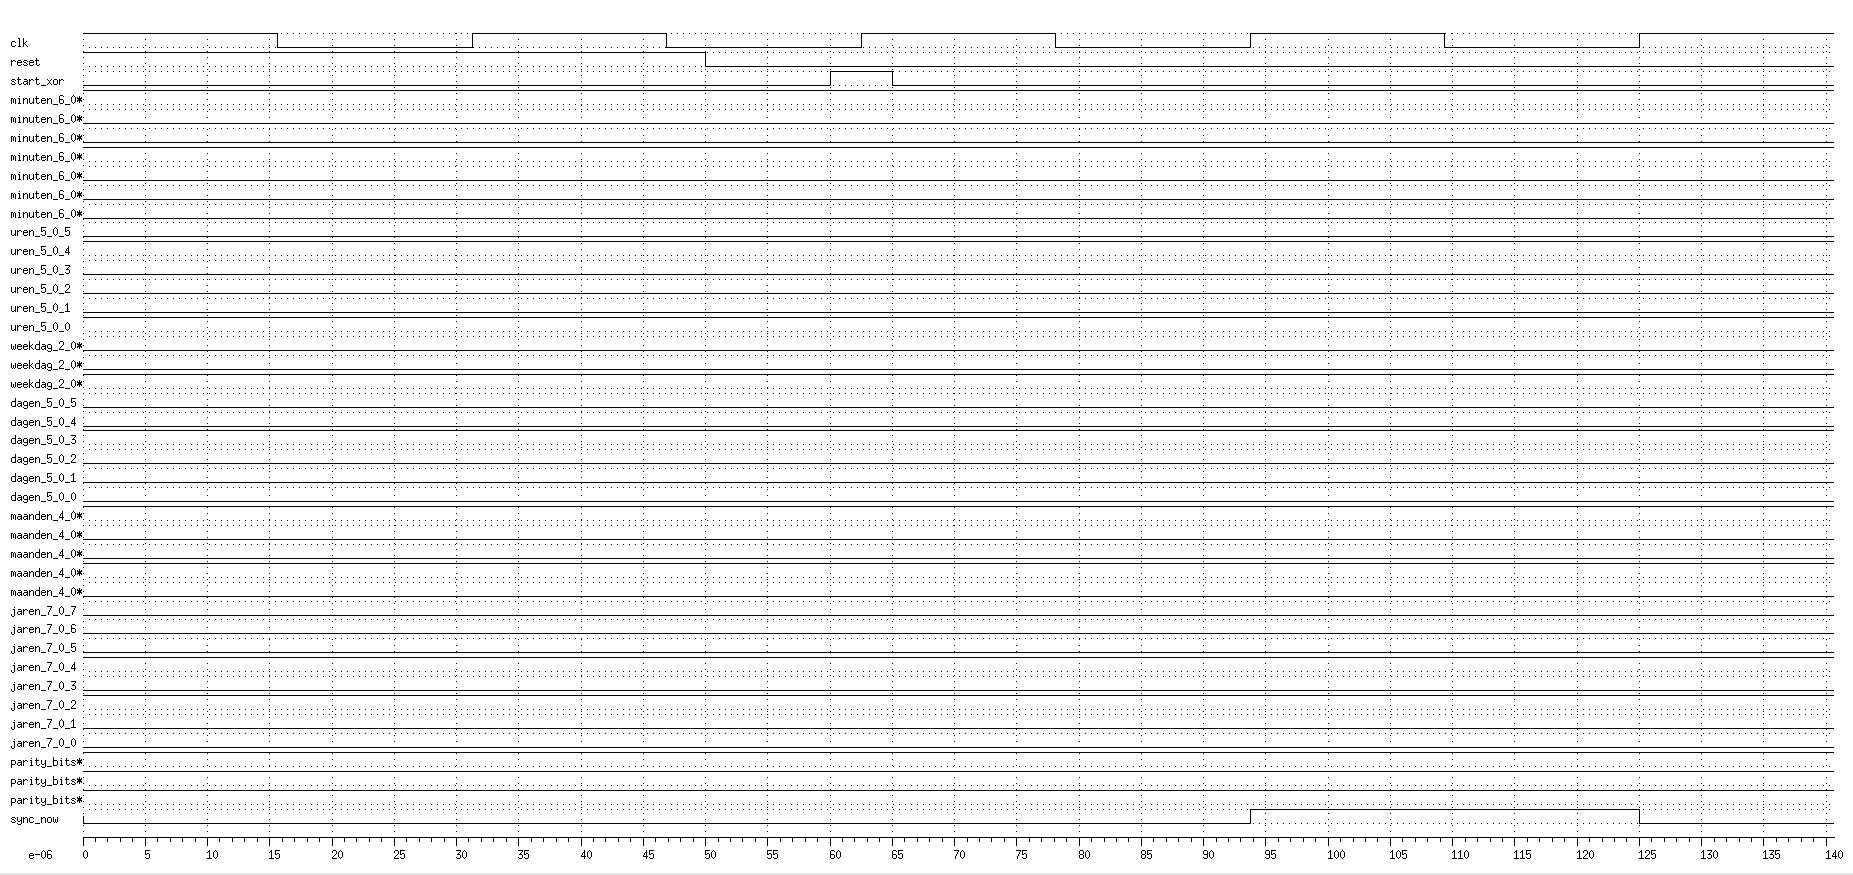 clk
reset
start_xor
minuten_6_0*
minuten_6_0*
minuten_6_0*
minuten_6_0*
minuten_6_0*
minuten_6_0*
minuten_6_0*
uren_5_0_5
uren_5_0_4
uren_5_0_3
uren_5_0_2
uren_5_0_1
uren_5_0_0
weekdag_2_0*
weekdag_2_0*
weekdag_2_0*
dagen_5_0_5
dagen_5_0_4
dagen_5_0_3
dagen_5_0_2
dagen_5_0_1
dagen_5_0_0
maanden_4_0*
maanden_4_0*
maanden_4_0*
maanden_4_0*
maanden_4_0*
jaren_7_0_7
jaren_7_0_6
jaren_7_0_5
jaren_7_0_4
jaren_7_0_3
jaren_7_0_2
jaren_7_0_1
jaren_7_0_0
parity_bits*
parity_bits*
parity_bits*
sync_now
e-06 0 5 10 15 20 25 30 35 40 45 50 55 60 65 70 75 80 85 90 95 100 105 110 115 120 125 130 135 140